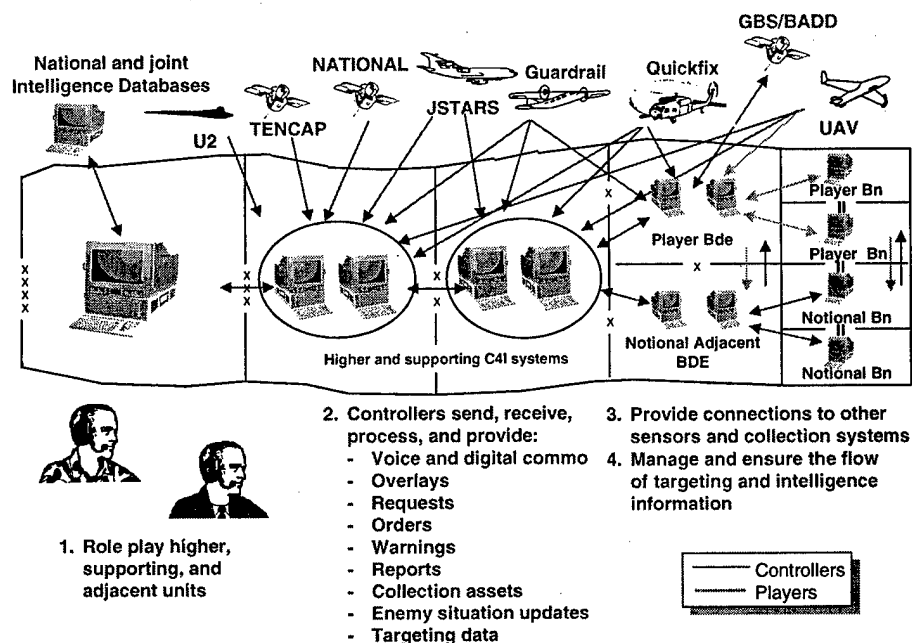 GBS/BADD
National and joint
Intelligence Databases
NATIONAL
Guardrail
Quickfix
U2
TENCAP
JSTARS
UAV
x
x
x
x
x
x
x
x
x
x
x
x
x
Player Bde
Player Bn
Player Bn
Notional Bn
Notional Bn
Higher and supporting C4I systems
Notional Adjacent
BDE
1. Role play higher,
supporting, and
adjacent units
2. Controllers send, receive,
process, and provide:
- Voice and digital commo
- Overlays
- Requests
- Orders
- Warnings
- Reports
- Collection assets
- Enemy situation updates
- Targeting data
3. Provide connections to other
sensors and collection systems
4. Manage and ensure the flow
of targeting and intelligence
information
Controllers
Players